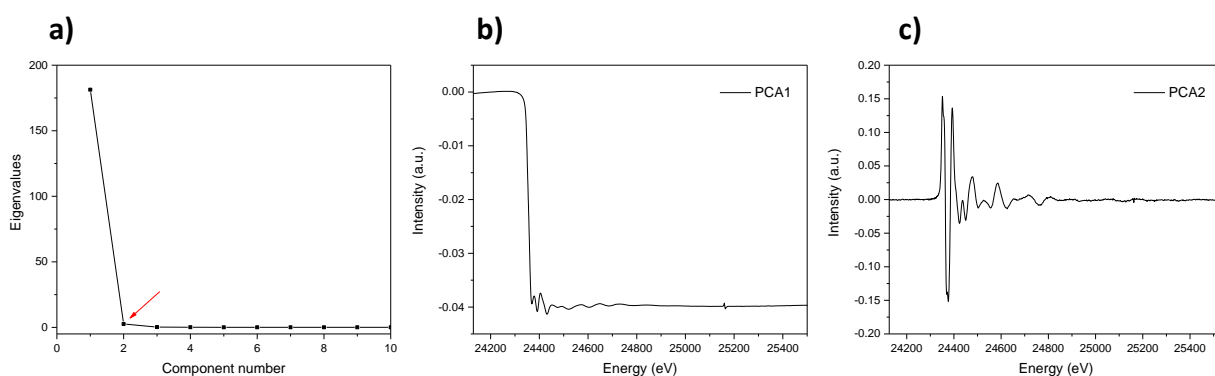 a)
200
150
100
50
0
Eigenvalues
0 2 4 6 8 10
Component number
b)
0.00
-0.01
-0.02
-0.03
-0.04
Intensity (a.u.)
PCA1
24200 24400 24600 24800 25000 25200 25400
Energy (eV)
c)
0.20
0.15
0.10
0.05
0.00
-0.05
-0.10
-0.15
-0.20
Intensity (a.u.)
PCA2
24200 24400 24600 24800 25000 25200 25400
Energy (eV)